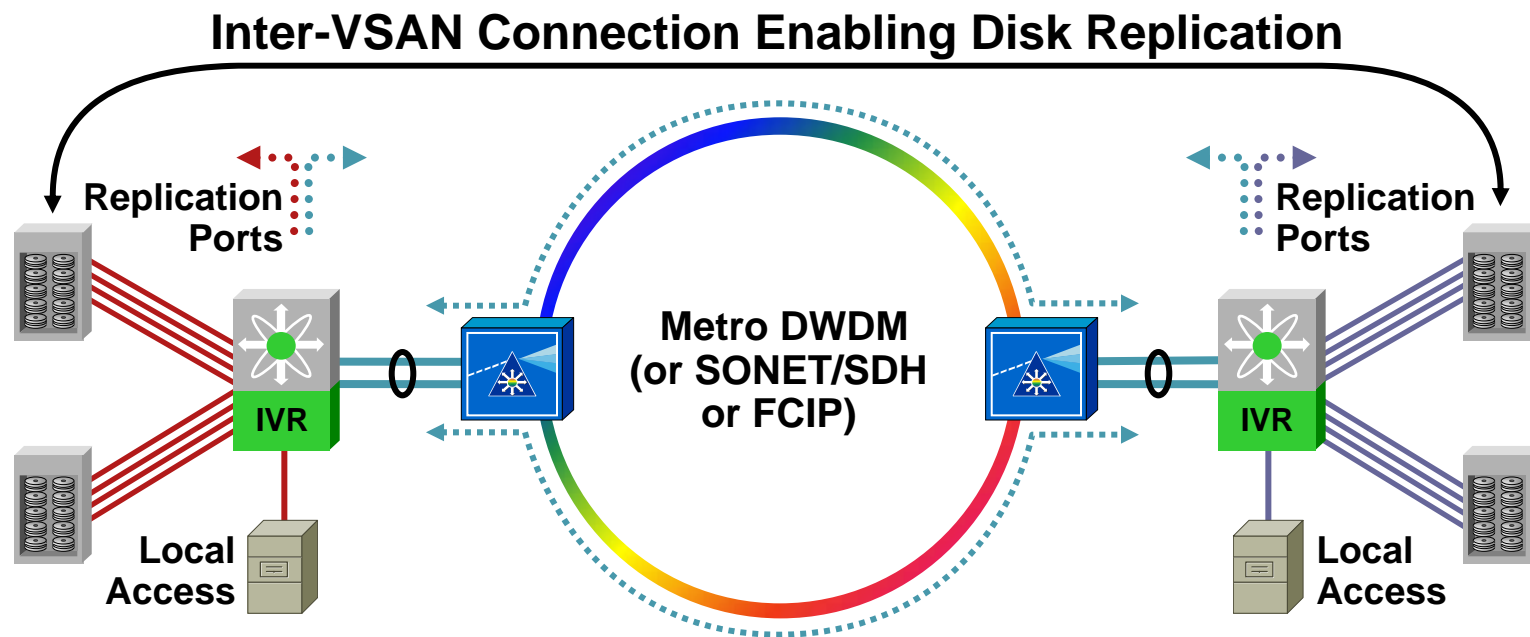 Inter-VSAN Connection Enabling Disk Replication
Replication
Ports
Replication
Ports
Metro DWDM
(or SONET/SDH
or FCIP)
IVR
IVR
Local
Access
Local
Access